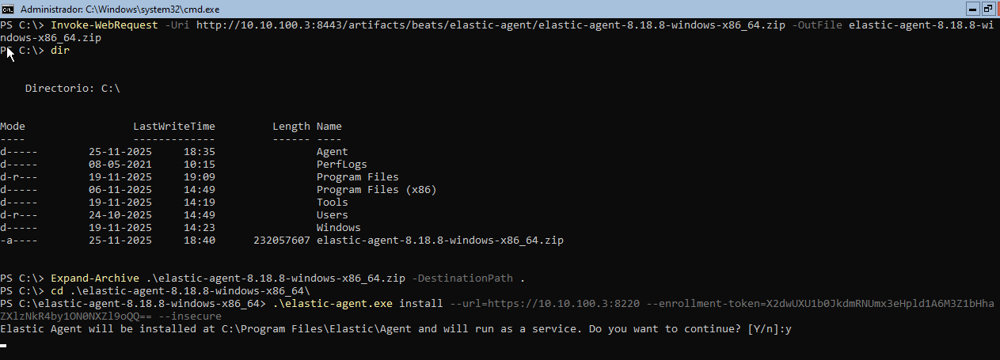 Administrador: C:\Windows\system32\cmd.exe
PS C:\> Invoke-WebRequest -Uri http://10.10.100.3:8443/artifacts/beats/elastic-agent/elastic-agent-8.18.8-windows-x86_64.zip -OutFile elastic-agent-8.18.8-wi
ndows-x86_64.zip
PS C:\> dir
Directorio: C:\
Mode LastWriteTime Length Name
---- ------------- ------ ----
d----- 25-11-2025 18:35 Agent
d----- 08-05-2021 10:15 PerfLogs
d-r--- 19-11-2025 19:09 Program Files
d----- 06-11-2025 14:49 Program Files (x86)
d----- 19-11-2025 14:19 Tools
d-r--- 24-10-2025 14:49 Users
d----- 19-11-2025 14:23 Windows
-a---- 25-11-2025 18:40 232057607 elastic-agent-8.18.8-windows-x86_64.zip
PS C:\> Expand-Archive .\elastic-agent-8.18.8-windows-x86_64.zip -DestinationPath .
PS C:\> cd .\elastic-agent-8.18.8-windows-x86_64\
PS C:\elastic-agent-8.18.8-windows-x86_64> .\elastic-agent.exe install --url=https://10.10.100.3:8220 --enrollment-token=X2dwUXU1b0JkdmRNUmx3eHpld1A6M3Z1bHha
ZXlzNkR4by1ON0NXZl9oQQ== --insecure
Elastic Agent will be installed at C:\Program Files\Elastic\Agent and will run as a service. Do you want to continue? [Y/n]:y